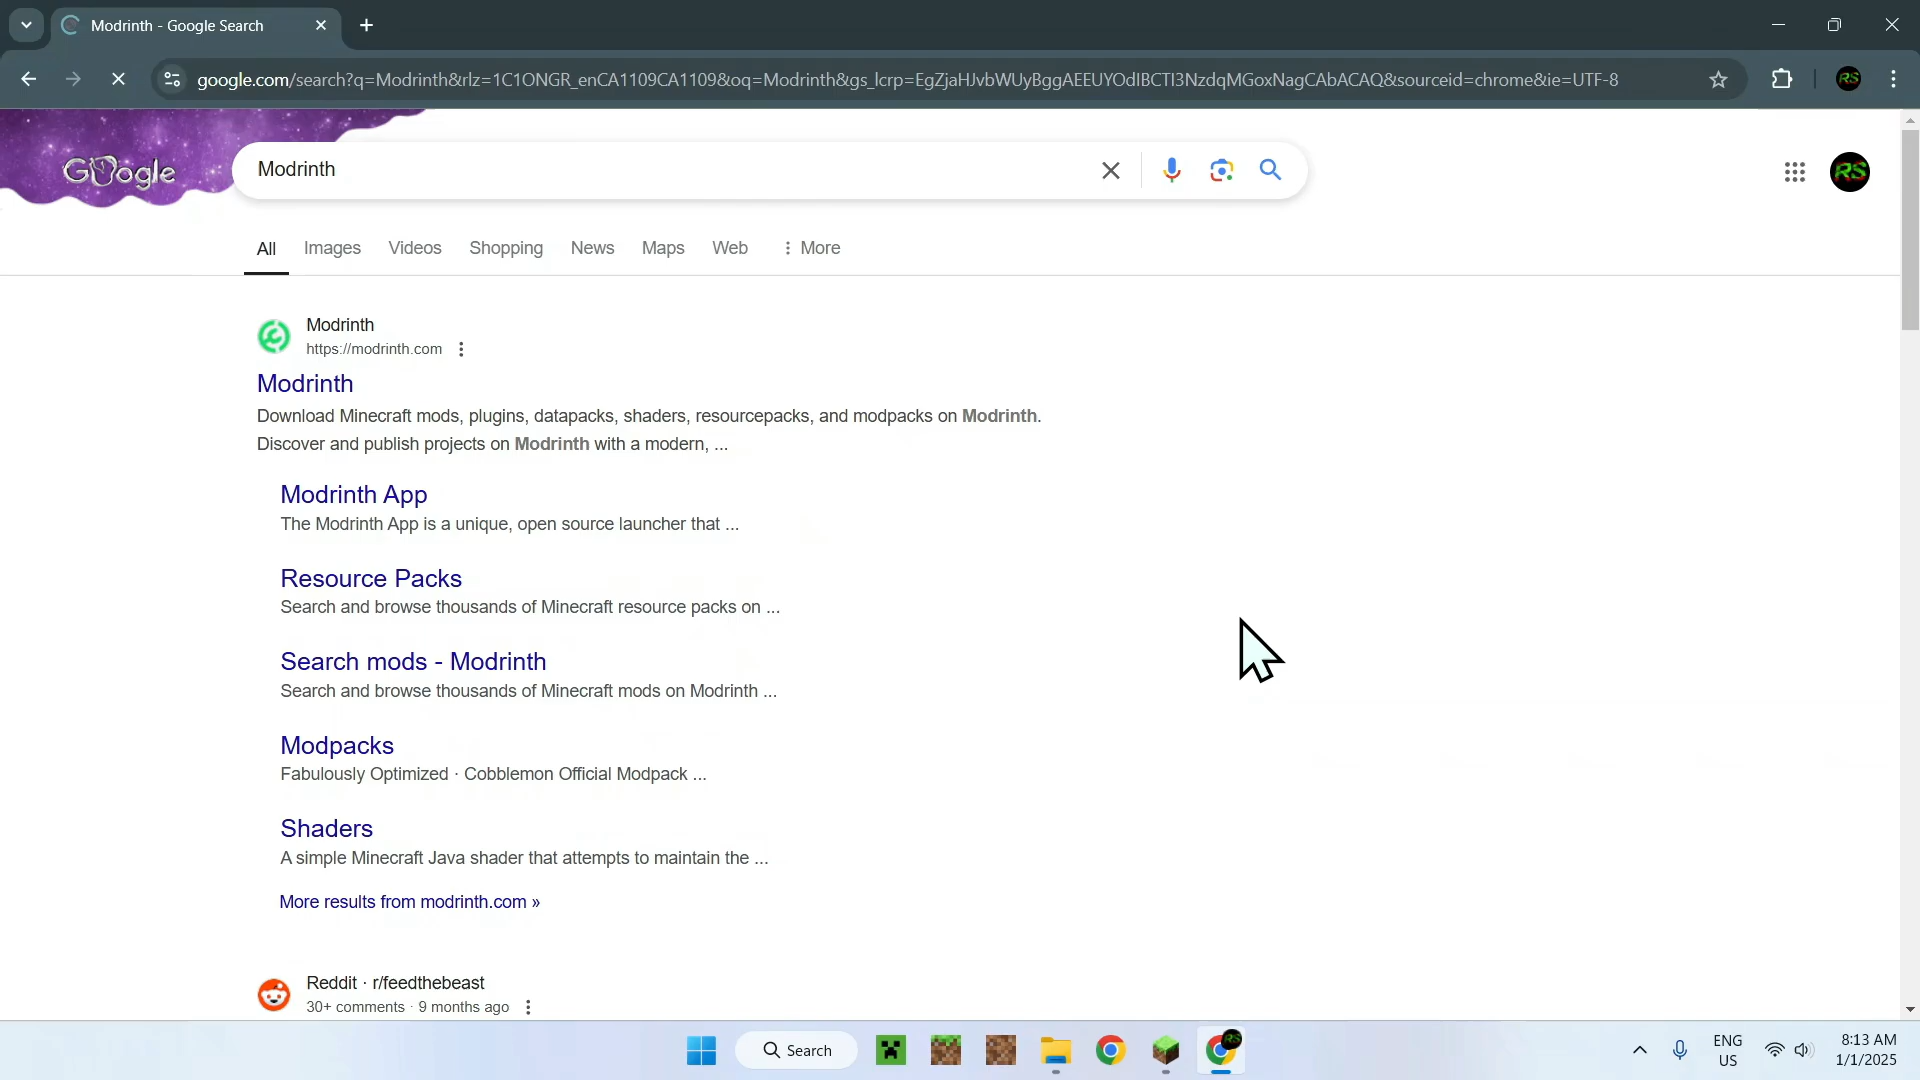 Modrinth - Google Search
google.com/search?q=Modrinth&rlz=1C1ONGR_enCA1109CA1109&oq=Modrinth&gs_lcrp=EgZjaHJvbWUyBggAEEUYOdIBCTI3NzdqMGoxNagCAbACAQ&sourceid=chrome&ie=UTF-8
RS
Google
Modrinth
RS
All Images Videos Shopping News Maps Web More
Modrinth
https://modrinth.com
Modrinth
Download Minecraft mods, plugins, datapacks, shaders, resourcepacks, and modpacks on Modrinth.
Discover and publish projects on Modrinth with a modern, ...
Modrinth App
The Modrinth App is a unique, open source launcher that ...
Resource Packs
Search and browse thousands of Minecraft resource packs on ...
Search mods - Modrinth
Search and browse thousands of Minecraft mods on Modrinth ...
Modpacks
Fabulously Optimized · Cobblemon Official Modpack ...
Shaders
A simple Minecraft Java shader that attempts to maintain the ...
More results from modrinth.com »
Reddit · r/feedthebeast
30+ comments · 9 months ago
Search
RS
ENG
US
8:13 AM
1/1/2025